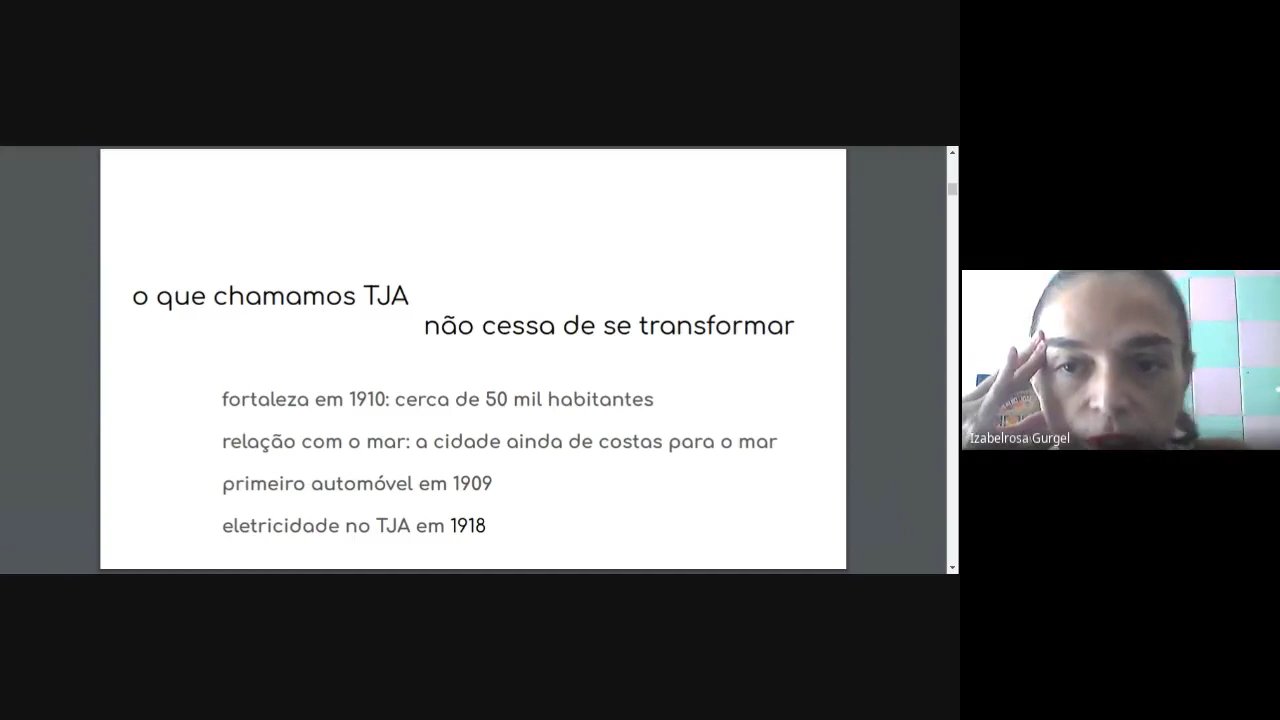 o que chamamos TJA
não cessa de se transformar
fortaleza em 1910: cerca de 50 mil habitantes
relação com o mar: a cidade ainda de costas para o mar
primeiro automóvel em 1909
eletricidade no TJA em 1918
Izabelrosa Gurgel